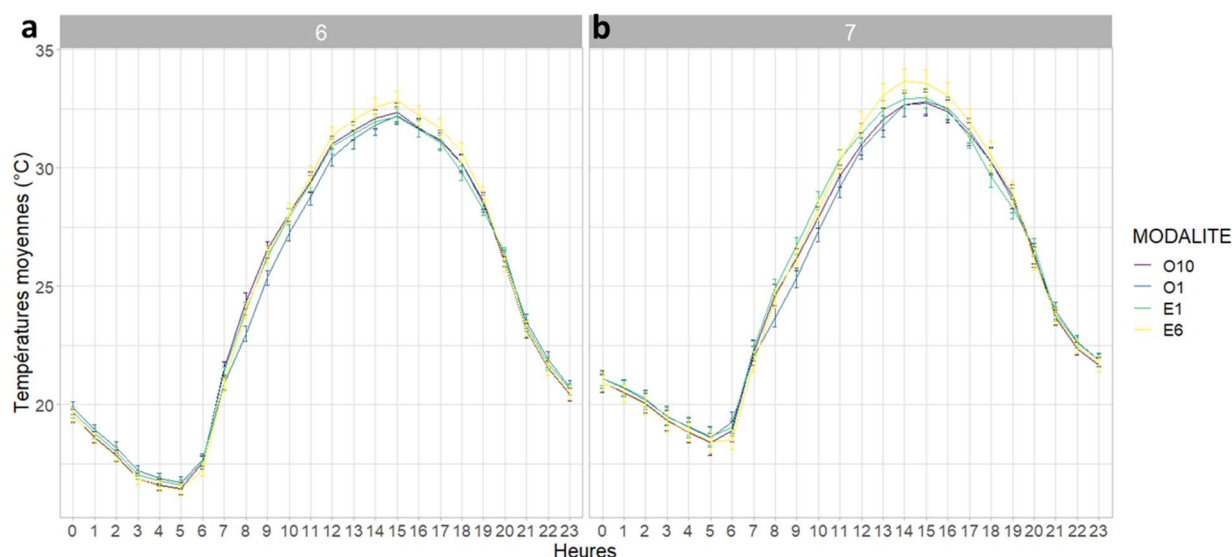 a 6 b 7
Températures moyennes (°C)
35
30
25
20
0 1 2 3 4 5 6 7 8 9 10 11 12 13 14 15 16 17 18 19 20 21 22 23 0 1 2 3 4 5 6 7 8 9 10 11 12 13 14 15 16 17 18 19 20 21 22 23
Heures
MODALITE
O10
O1
E1
E6